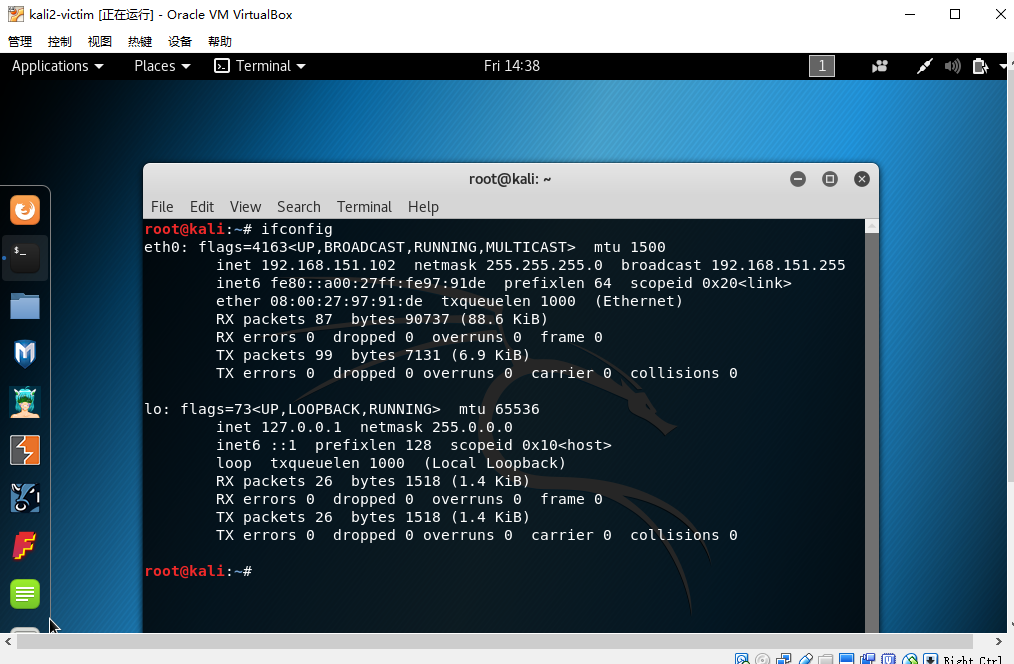 kali2-victim [正在运行] - Oracle VM VirtualBox
管理 控制 视图 热键 设备 帮助
Applications Places Terminal Fri 14:38 1
root@kali: ~
File Edit View Search Terminal Help
root@kali:~# ifconfig
eth0: flags=4163<UP,BROADCAST,RUNNING,MULTICAST>  mtu 1500
        inet 192.168.151.102  netmask 255.255.255.0  broadcast 192.168.151.255
        inet6 fe80::a00:27ff:fe97:91de  prefixlen 64  scopeid 0x20<link>
        ether 08:00:27:97:91:de  txqueuelen 1000  (Ethernet)
        RX packets 87  bytes 90737 (88.6 KiB)
        RX errors 0  dropped 0  overruns 0  frame 0
        TX packets 99  bytes 7131 (6.9 KiB)
        TX errors 0  dropped 0 overruns 0  carrier 0  collisions 0
lo: flags=73<UP,LOOPBACK,RUNNING>  mtu 65536
        inet 127.0.0.1  netmask 255.0.0.0
        inet6 ::1  prefixlen 128  scopeid 0x10<host>
        loop  txqueuelen 1000  (Local Loopback)
        RX packets 26  bytes 1518 (1.4 KiB)
        RX errors 0  dropped 0  overruns 0  frame 0
        TX packets 26  bytes 1518 (1.4 KiB)
        TX errors 0  dropped 0 overruns 0  carrier 0  collisions 0
root@kali:~#
Right Ctrl